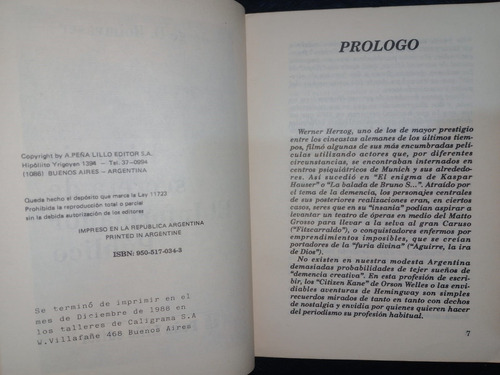 Copyright by A. PEÑA LILLO EDITOR S.A.
Hipólito Yrigoyen 1394 - Tel. 37-0894
(1086) BUENOS AIRES - ARGENTINA
Queda hecho el depósito que marca la Ley 11723
Prohibida la reproducción total o parcial
sin la debida autorización de los editores
IMPRESO EN LA REPUBLICA ARGENTINA
PRINTED IN ARGENTINE
ISBN: 950-517-034-3
Se terminó de imprimir en el
mes de Diciembre de 1988 en
los talleres de Caligrama S.A
W.Villafañe 468 Buenos Aires
PROLOGO
Werner Herzog, uno de los de mayor prestigio
entre los cineastas alemanes de los últimos tiem-
pos, filmó algunas de sus más encumbradas pelí-
culas utilizando actores que, por diferentes
circunstancias, se encontraban internados en
centros psiquiátricos de Munich y sus alrededo-
res. Así sucedió en "El enigma de Kaspar
Hauser" o "La balada de Bruno S...". Atraído por
el tema de la demencia, los personajes centrales
de sus posteriores realizaciones eran, en ciertos
casos, seres que en su "insanía" podían aspirar a
levantar un teatro de óperas en medio del Matto
Grosso para llevar a la selva al gran Caruso
("Fitzcarraldo"), o conquistadores enfermos por
emprendimientos imposibles, que se creían
portadores de la "furia divina" ("Aguirre, la ira
de Dios").
No existen en nuestra modesta Argentina
demasiadas probabilidades de tejer sueños de
"demencia creativa". En esta profesión de escri-
bir, los "Citizen Kane" de Orson Welles o las en-
diables aventuras de Hemingway son simples
recuerdos mirados de tanto en tanto con dechos
de nostalgia y envidia por quienes quieren hacer
del periodismo su profesión habitual.
7